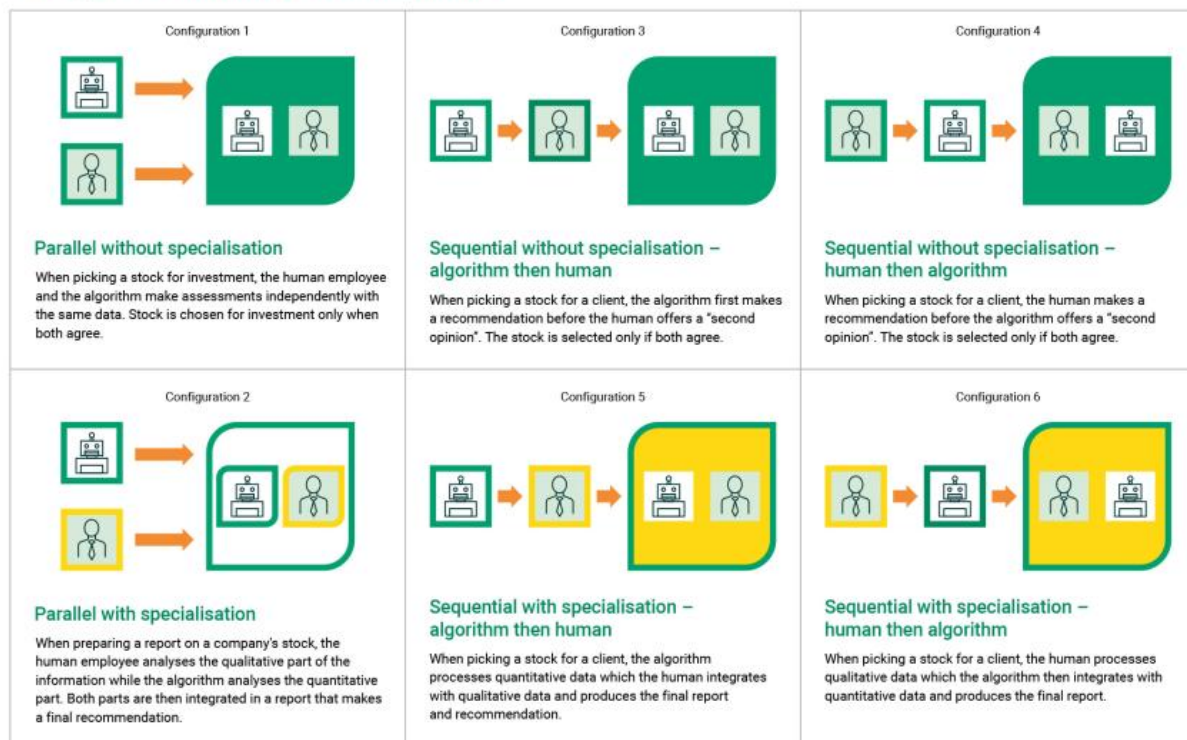 Configuration 1
Parallel without specialisation
When picking a stock for investment, the human employee
and the algorithm make assessments independently with
the same data. Stock is chosen for investment only when
both agree.
Configuration 3
Sequential without specialisation –
algorithm then human
When picking a stock for a client, the algorithm first makes
a recommendation before the human offers a “second
opinion”. The stock is selected only if both agree.
Configuration 4
Sequential without specialisation –
human then algorithm
When picking a stock for a client, the human makes a
recommendation before the algorithm offers a “second
opinion”. The stock is selected only if both agree.
Configuration 2
Parallel with specialisation
When preparing a report on a company's stock, the
human employee analyses the qualitative part of the
information while the algorithm analyses the quantitative
part. Both parts are then integrated in a report that makes
a final recommendation.
Configuration 5
Sequential with specialisation –
algorithm then human
When picking a stock for a client, the algorithm
processes quantitative data which the human integrates
with qualitative data and produces the final report
and recommendation.
Configuration 6
Sequential with specialisation –
human then algorithm
When picking a stock for a client, the human processes
qualitative data which the algorithm then integrates with
quantitative data and produces the final report.